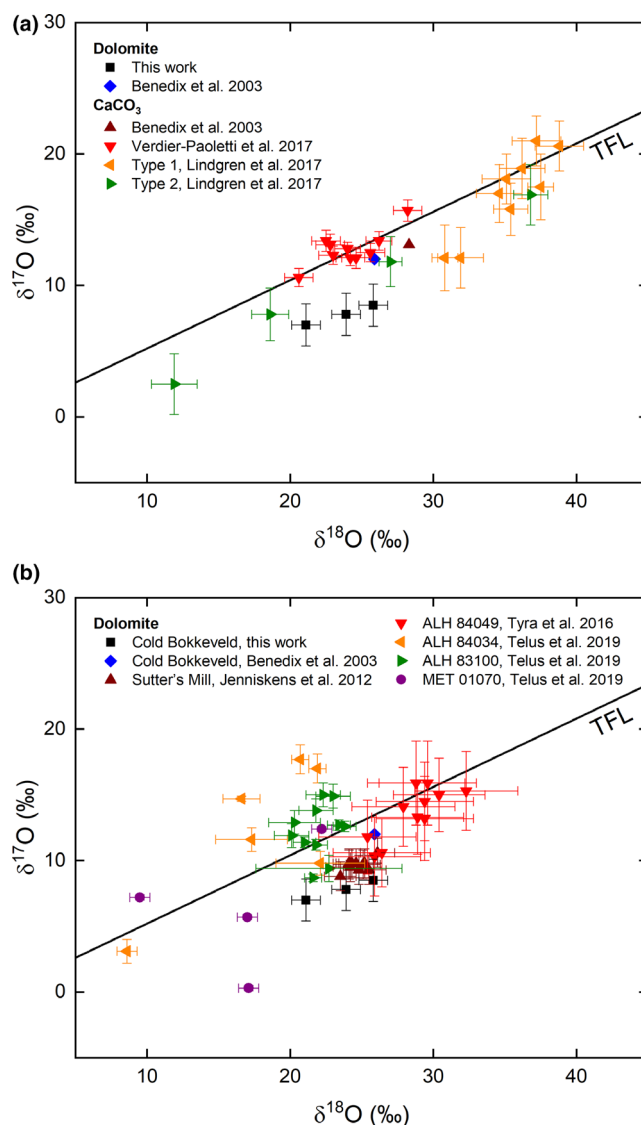 (a)
30
20
10
0
δ¹⁷O (‰)
Dolomite
This work
Benedix et al. 2003
CaCO₃
Benedix et al. 2003
Verdier-Paoletti et al. 2017
Type 1, Lindgren et al. 2017
Type 2, Lindgren et al. 2017
TFL
10 20 30 40
δ¹⁸O (‰)
(b)
30
20
10
0
δ¹⁷O (‰)
Dolomite
Cold Bokkeveld, this work
Cold Bokkeveld, Benedix et al. 2003
Sutter's Mill, Jenniskens et al. 2012
ALH 84049, Tyra et al. 2016
ALH 84034, Telus et al. 2019
ALH 83100, Telus et al. 2019
MET 01070, Telus et al. 2019
TFL
10 20 30 40
δ¹⁸O (‰)